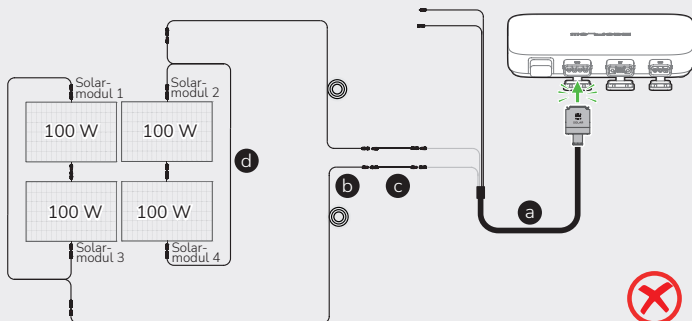 Solar-
modul 1
Solar-
modul 2
100 W
100 W
d
100 W
100 W
b
c
a
Solar-
modul 3
Solar-
modul 4